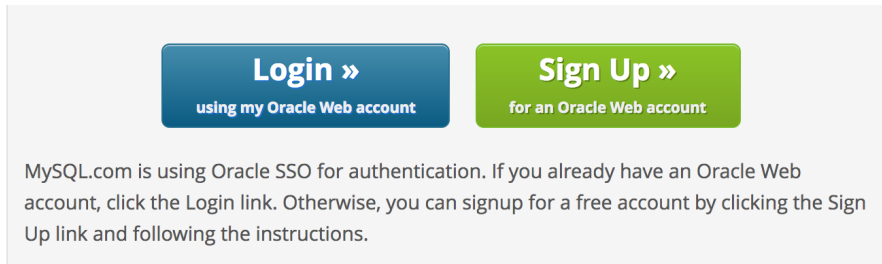 Login »
using my Oracle Web account
Sign Up »
for an Oracle Web account
MySQL.com is using Oracle SSO for authentication. If you already have an Oracle Web
account, click the Login link. Otherwise, you can signup for a free account by clicking the Sign
Up link and following the instructions.